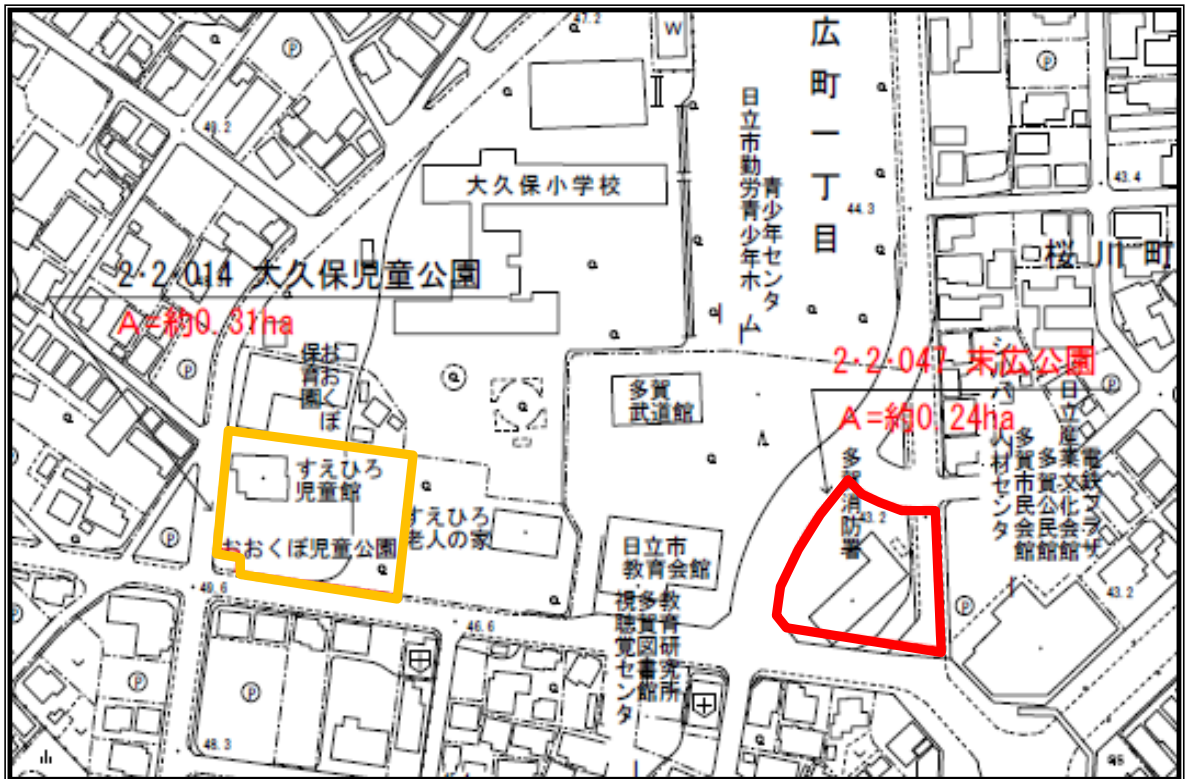 47.2
W
広町一丁目
49.2
43.4
大久保小学校
日立市勤労青少年ホーム
青少年センタ
44.3
桜川町
2・2・014 大久保児童公園
A=約0.31ha
おおくぼ
保育園
多賀
武道館
2・2・047 末広公園
A=約0.24ha
すえひろ
児童館
すえひろ
老人の家
おおくぼ児童公園
日立市
教育会館
多賀消防署
43.2
人材センター
多賀市民会館
多賀公民館
日立産業文化会館
電鉄プラザ
43.2
49.6
46.6
教育研究所
多賀図書館
視聴覚センター
48.3